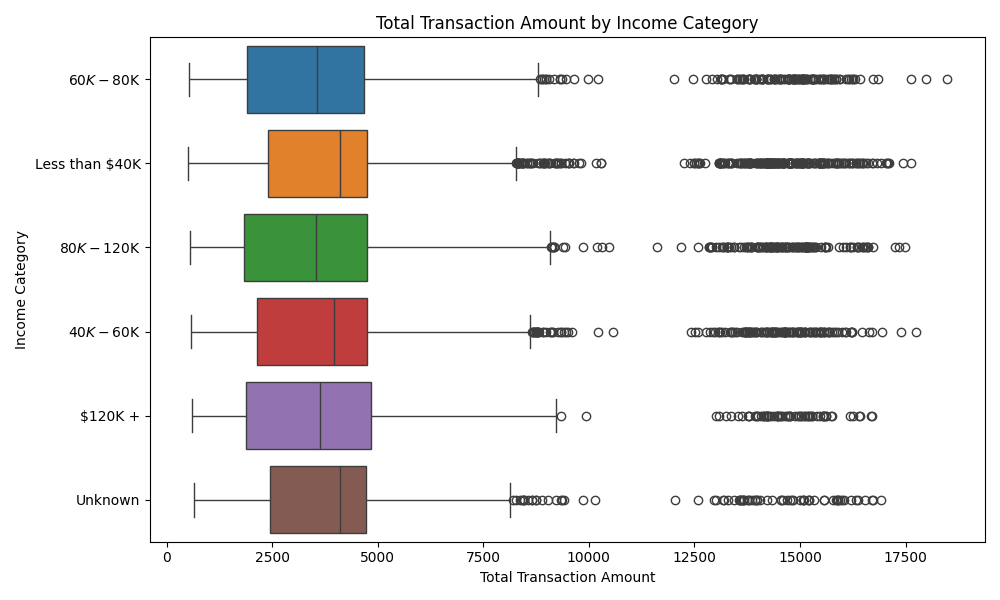 Total Transaction Amount by Income Category
Income Category
60K − 80K
Less than $40K
80K − 120K
40K − 60K
$120K +
Unknown
0 2500 5000 7500 10000 12500 15000 17500
Total Transaction Amount